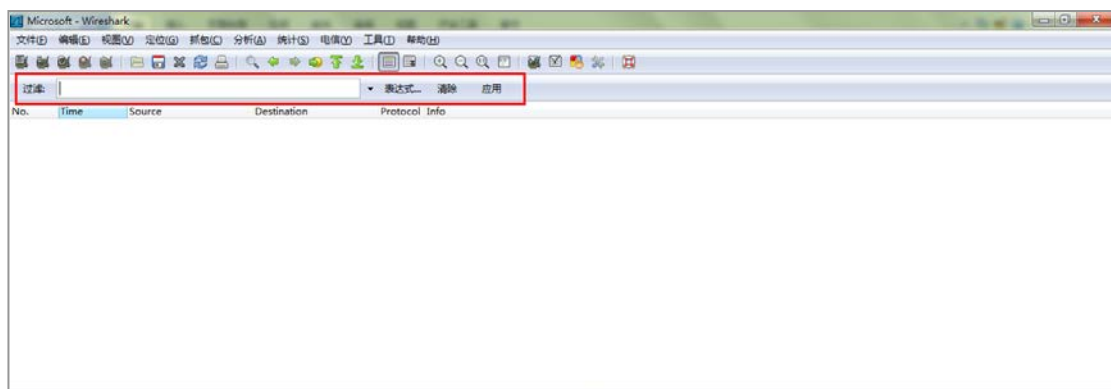 Microsoft - Wireshark
文件(F) 编辑(E) 视图(V) 定位(G) 抓包(C) 分析(A) 统计(S) 电信(Y) 工具(T) 帮助(H)
过滤: 表达式... 清除 应用
No. Time Source Destination Protocol Info